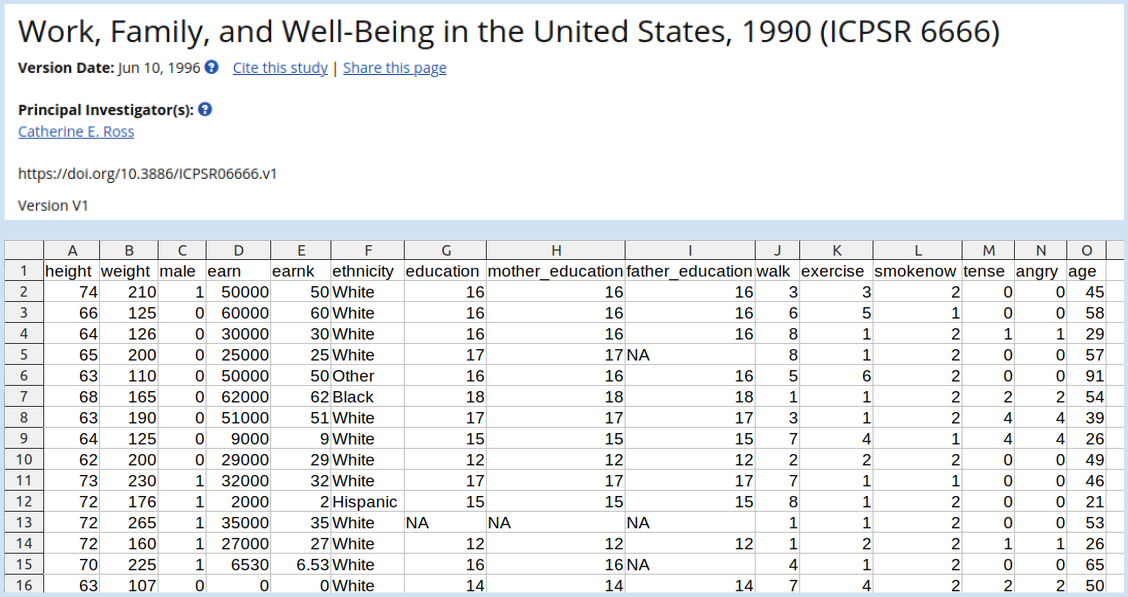 Work, Family, and Well-Being in the United States, 1990 (ICPSR 6666)
Version Date: Jun 10, 1996 ? Cite this study | Share this page
Principal Investigator(s): ?
Catherine E. Ross
https://doi.org/10.3886/ICPSR06666.v1
Version V1
A B C D E F G H I J K L M N O
1 height weight male earn earnk ethnicity education mother_education father_education walk exercise smokenow tense angry age
2 74 210 1 50000 50 White 16 16 16 3 3 2 0 0 45
3 66 125 0 60000 60 White 16 16 16 6 5 1 0 0 58
4 64 126 0 30000 30 White 16 16 16 8 1 2 1 1 29
5 65 200 0 25000 25 White 17 17 NA 8 1 2 0 0 57
6 63 110 0 50000 50 Other 16 16 16 5 6 2 0 0 91
7 68 165 0 62000 62 Black 18 18 18 1 1 2 2 2 54
8 63 190 0 51000 51 White 17 17 17 3 1 2 4 4 39
9 64 125 0 9000 9 White 15 15 15 7 4 1 4 4 26
10 62 200 0 29000 29 White 12 12 12 2 2 2 0 0 49
11 73 230 1 32000 32 White 17 17 17 7 1 1 0 0 46
12 72 176 1 2000 2 Hispanic 15 15 15 8 1 2 0 0 21
13 72 265 1 35000 35 White NA NA NA 1 1 2 0 0 53
14 72 160 1 27000 27 White 12 12 12 1 2 2 1 1 26
15 70 225 1 6530 6.53 White 16 16 NA 4 1 2 0 0 65
16 63 107 0 0 0 White 14 14 14 7 4 2 2 2 50